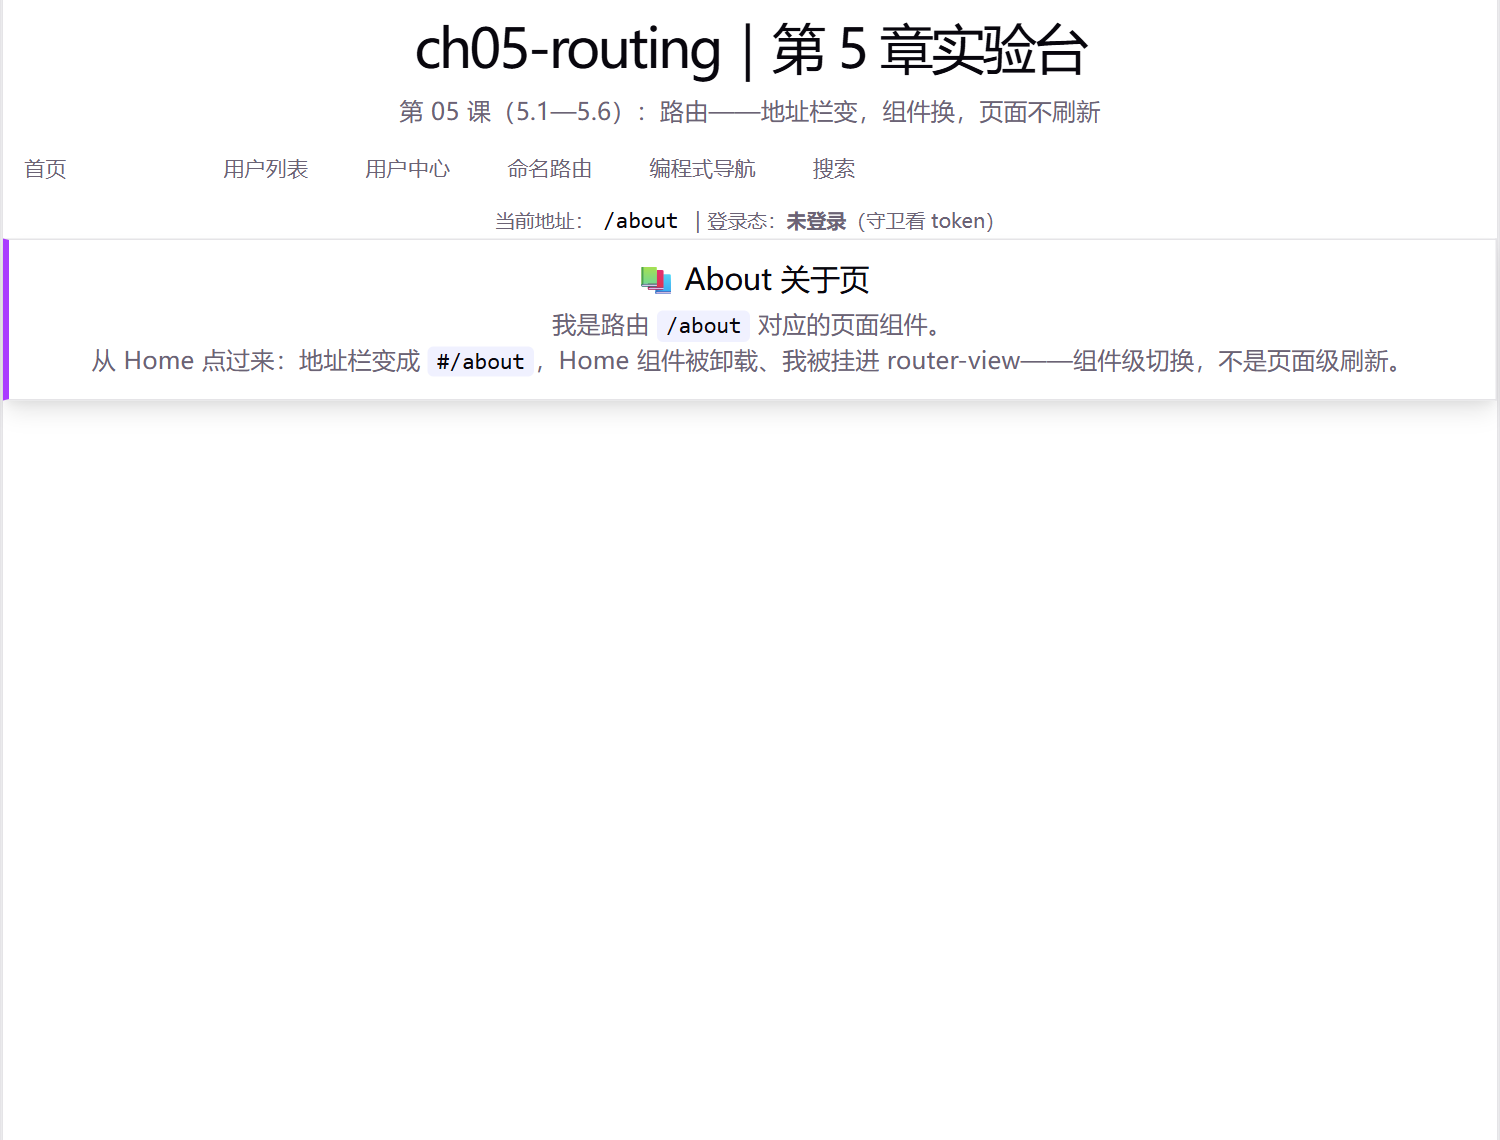 ch05-routing｜第 5 章实验台
第 05 课（5.1—5.6）：路由——地址栏变，组件换，页面不刷新
首页 用户列表 用户中心 命名路由 编程式导航 搜索
当前地址： /about ｜登录态：未登录（守卫看 token）
📚 About 关于页
我是路由 /about 对应的页面组件。
从 Home 点过来：地址栏变成 #/about，Home 组件被卸载、我被挂进 router-view——组件级切换，不是页面级刷新。